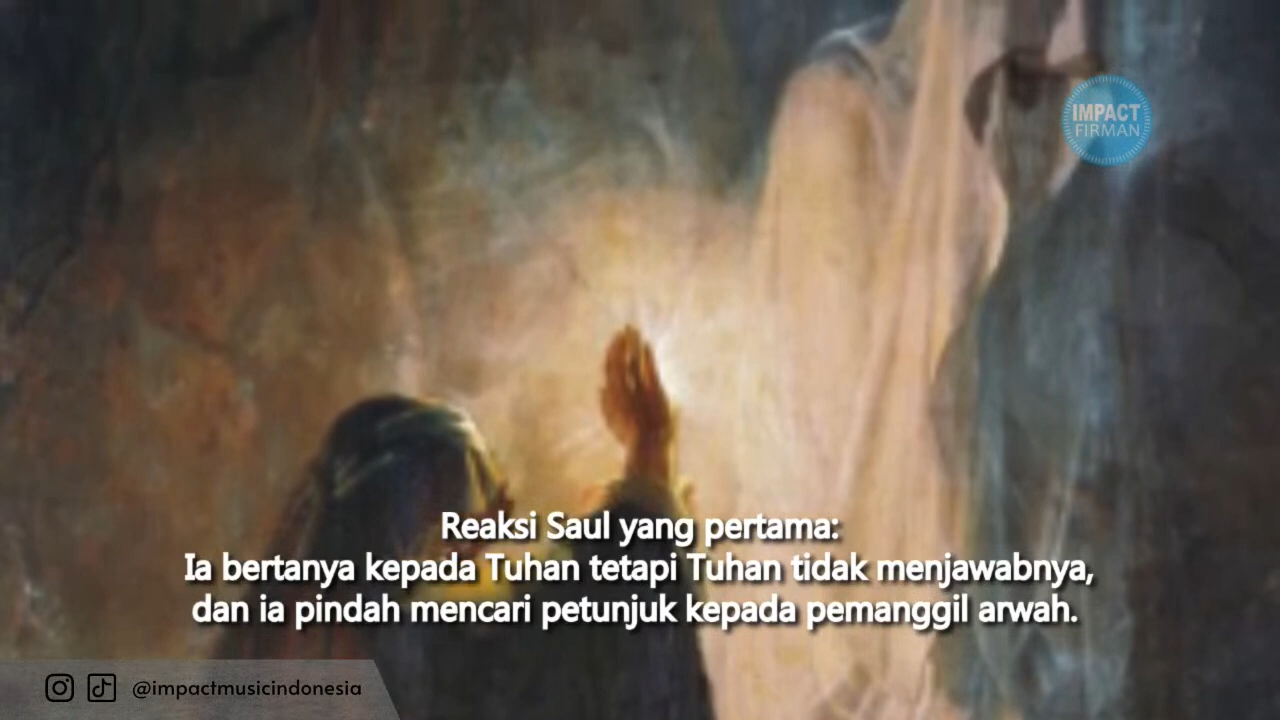 IMPACT
FIRMAN
Reaksi Saul yang pertama:
Ia bertanya kepada Tuhan tetapi Tuhan tidak menjawabnya,
dan ia pindah mencari petunjuk kepada pemanggil arwah.
@impactmusicindonesia